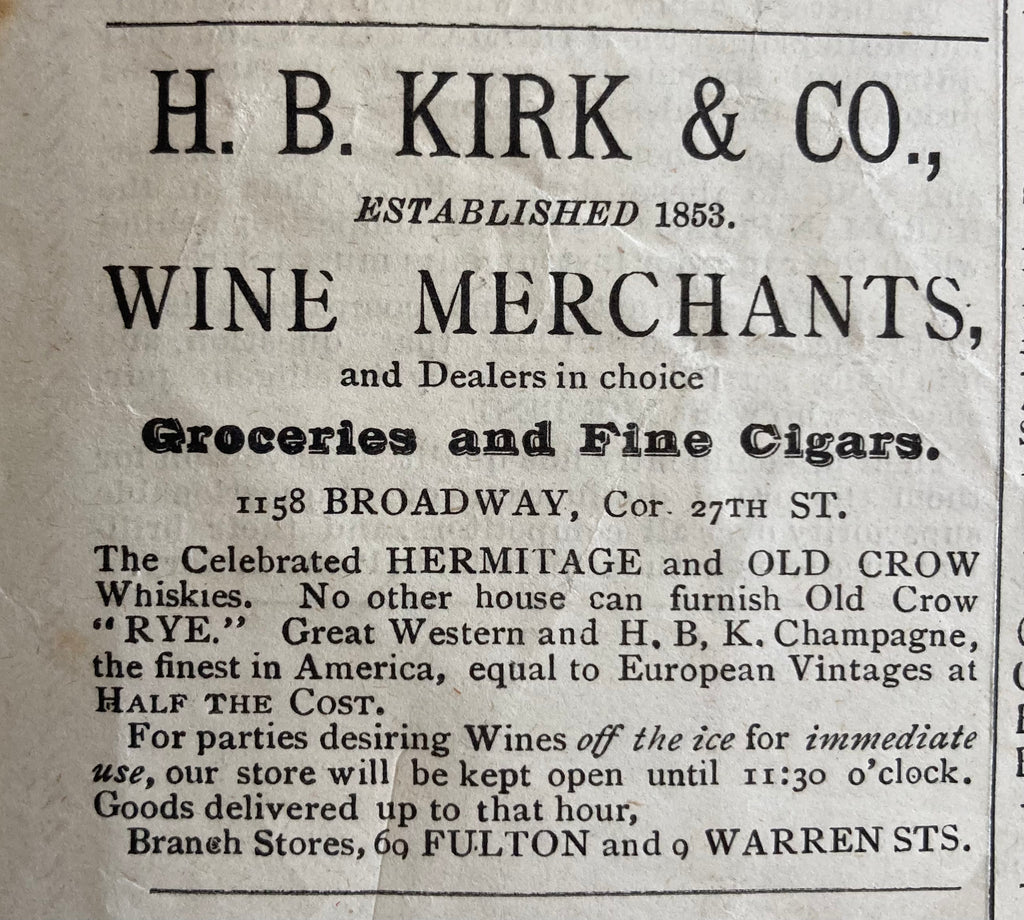 H. B. KIRK & CO.,
ESTABLISHED 1853.
WINE MERCHANTS,
and Dealers in choice
Groceries and Fine Cigars.
1158 BROADWAY, Cor. 27TH ST.
The Celebrated HERMITAGE and OLD CROW
Whiskies. No other house can furnish Old Crow
“RYE.” Great Western and H. B, K. Champagne,
the finest in America, equal to European Vintages at
HALF THE COST.
For parties desiring Wines off the ice for immediate
use, our store will be kept open until 11:30 o’clock.
Goods delivered up to that hour,
Branch Stores, 69 FULTON and 9 WARREN STS.